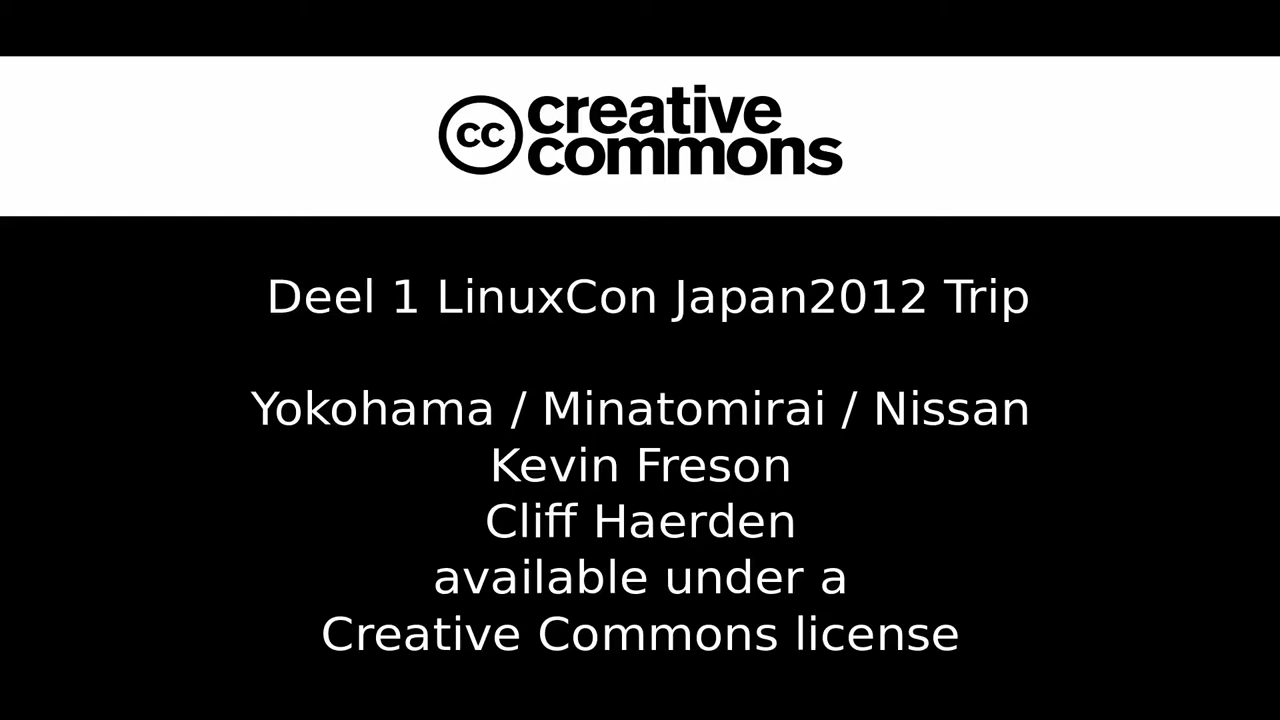 cc creative
commons
Deel 1 LinuxCon Japan2012 Trip
Yokohama / Minatomirai / Nissan
Kevin Freson
Cliff Haerden
available under a
Creative Commons license